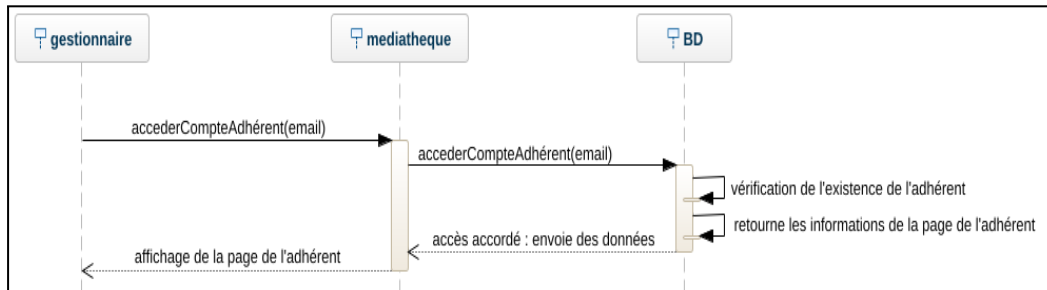 gestionnaire
mediatheque
BD
accederCompteAdhérent(email)
accederCompteAdhérent(email)
vérification de l'existence de l'adhérent
retourne les informations de la page de l'adhérent
accès accordé : envoie des données
affichage de la page de l'adhérent